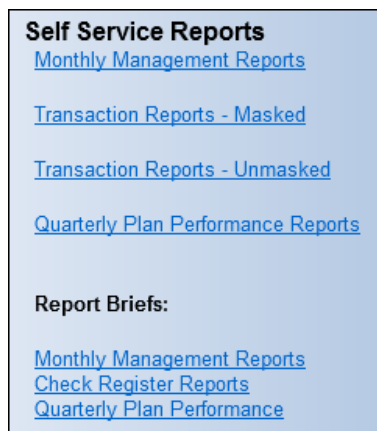 Self Service Reports
Monthly Management Reports
Transaction Reports - Masked
Transaction Reports - Unmasked
Quarterly Plan Performance Reports
Report Briefs:
Monthly Management Reports
Check Register Reports
Quarterly Plan Performance